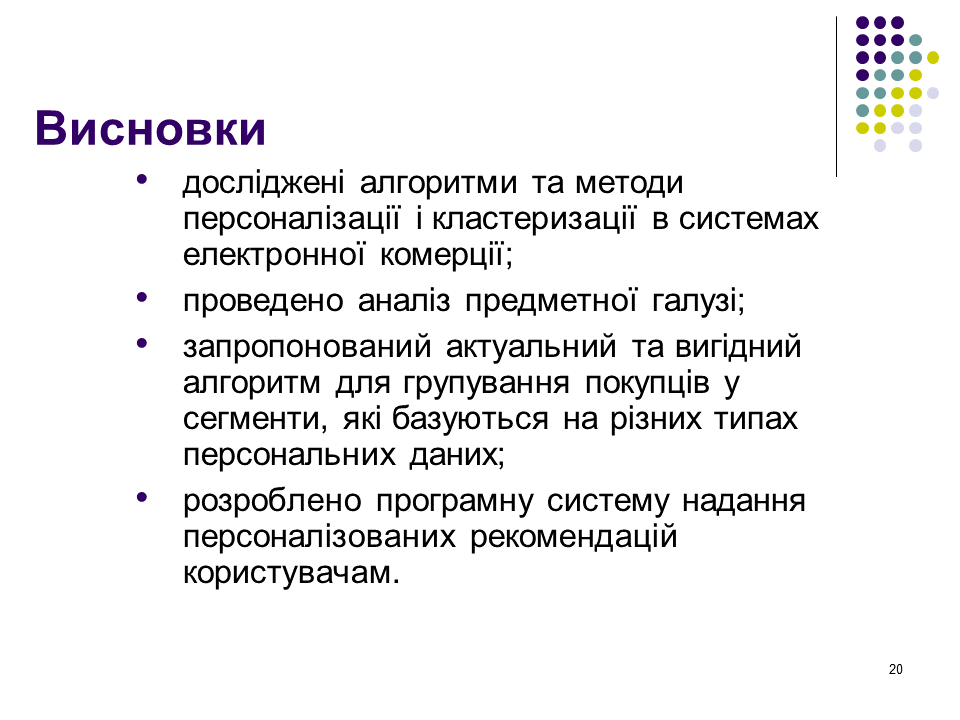 Висновки
• досліджені алгоритми та методи
персоналізації і кластеризації в системах
електронної комерції;
• проведено аналіз предметної галузі;
• запропонований актуальний та вигідний
алгоритм для групування покупців у
сегменти, які базуються на різних типах
персональних даних;
• розроблено програмну систему надання
персоналізованих рекомендацій
користувачам.
20